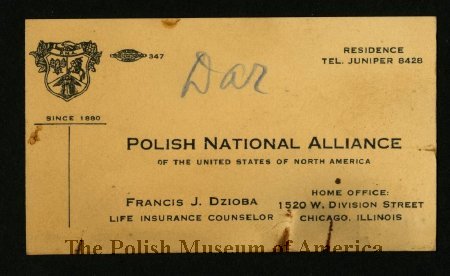 P.N.A.
347
Dar
RESIDENCE
TEL. JUNIPER 8428
SINCE 1880
POLISH NATIONAL ALLIANCE
OF THE UNITED STATES OF NORTH AMERICA
FRANCIS J. DZIOBA
LIFE INSURANCE COUNSELOR
HOME OFFICE:
1520 W. DIVISION STREET
CHICAGO, ILLINOIS
The Polish Museum of America